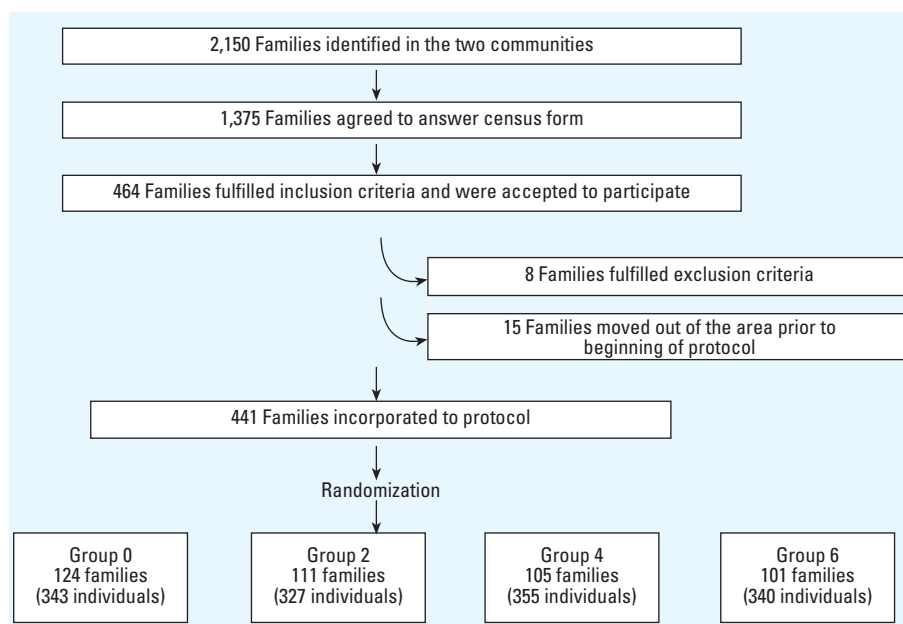 2,150 Families identified in the two communities
1,375 Families agreed to answer census form
464 Families fulfilled inclusion criteria and were accepted to participate
8 Families fulfilled exclusion criteria
15 Families moved out of the area prior to
beginning of protocol
441 Families incorporated to protocol
Randomization
Group 0
124 families
(343 individuals)
Group 2
111 families
(327 individuals)
Group 4
105 families
(355 individuals)
Group 6
101 families
(340 individuals)